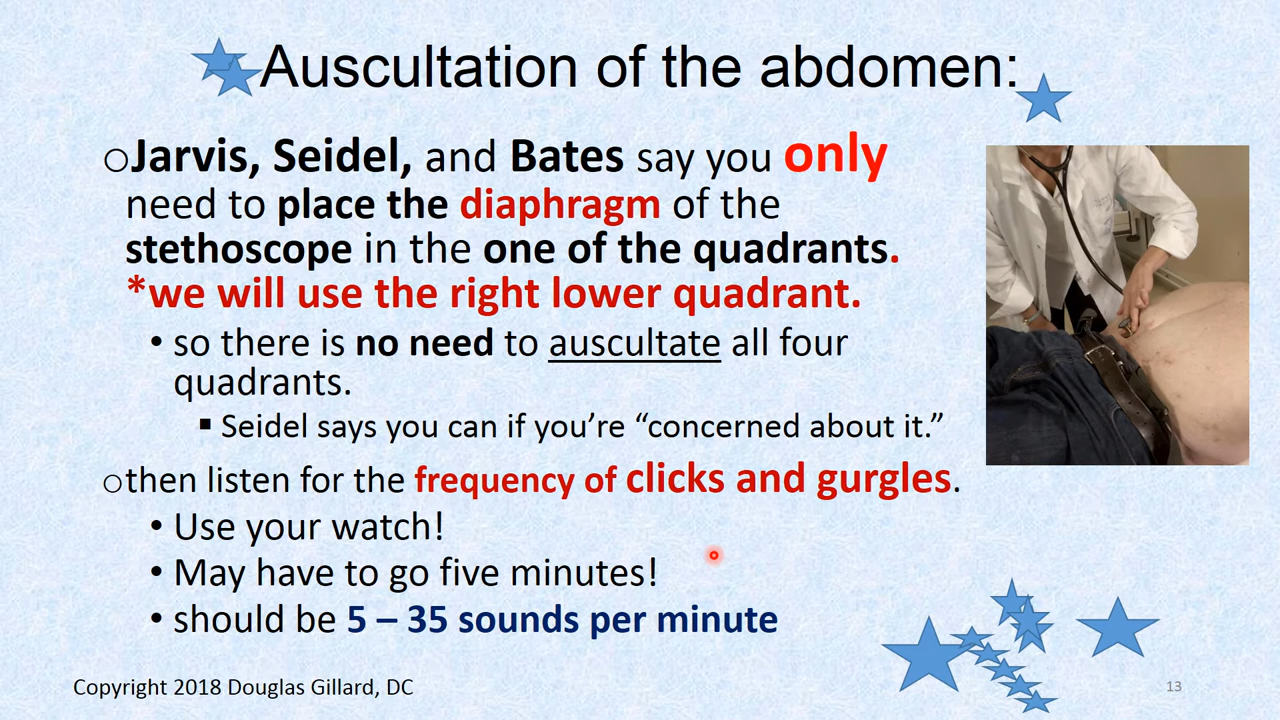 Auscultation of the abdomen:
○Jarvis, Seidel, and Bates say you only
need to place the diaphragm of the
stethoscope in the one of the quadrants.
*we will use the right lower quadrant.
• so there is no need to auscultate all four
quadrants.
▪ Seidel says you can if you’re “concerned about it.”
○then listen for the frequency of clicks and gurgles.
• Use your watch!
• May have to go five minutes!
• should be 5 – 35 sounds per minute
Copyright 2018 Douglas Gillard, DC
13